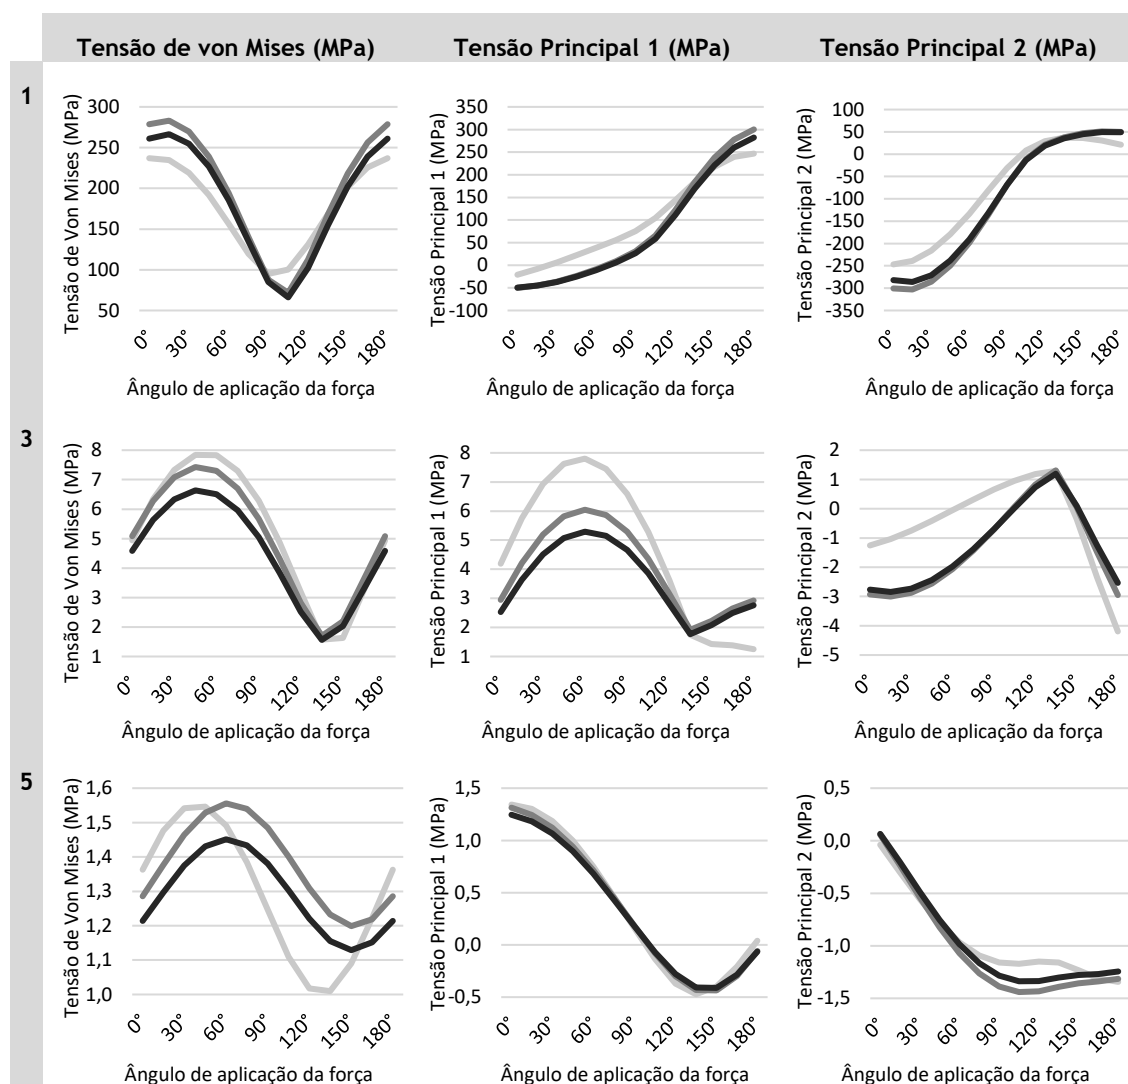 Tensão de von Mises (MPa) Tensão Principal 1 (MPa) Tensão Principal 2 (MPa)
1
Tensão de Von Mises (MPa)
300
250
200
150
100
50
0° 30° 60° 90° 120° 150° 180°
Ângulo de aplicação da força
Tensão Principal 1 (MPa)
350
300
250
200
150
100
50
0
-50
-100
0° 30° 60° 90° 120° 150° 180°
Ângulo de aplicação da força
Tensão Principal 2 (MPa)
100
50
0
-50
-100
-150
-200
-250
-300
-350
0° 30° 60° 90° 120° 150° 180°
Ângulo de aplicação da força
3
Tensão de Von Mises (MPa)
8
7
6
5
4
3
2
1
0° 30° 60° 90° 120° 150° 180°
Ângulo de aplicação da força
Tensão Principal 1 (MPa)
8
7
6
5
4
3
2
1
0° 30° 60° 90° 120° 150° 180°
Ângulo de aplicação da força
Tensão Principal 2 (MPa)
2
1
0
-1
-2
-3
-4
-5
0° 30° 60° 90° 120° 150° 180°
Ângulo de aplicação da força
5
Tensão de Von Mises (MPa)
1,6
1,5
1,4
1,3
1,2
1,1
1,0
0° 30° 60° 90° 120° 150° 180°
Ângulo de aplicação da força
Tensão Principal 1 (MPa)
1,5
1,0
0,5
0,0
-0,5
0° 30° 60° 90° 120° 150° 180°
Ângulo de aplicação da força
Tensão Principal 2 (MPa)
0,5
0,0
-0,5
-1,0
-1,5
0° 30° 60° 90° 120° 150° 180°
Ângulo de aplicação da força